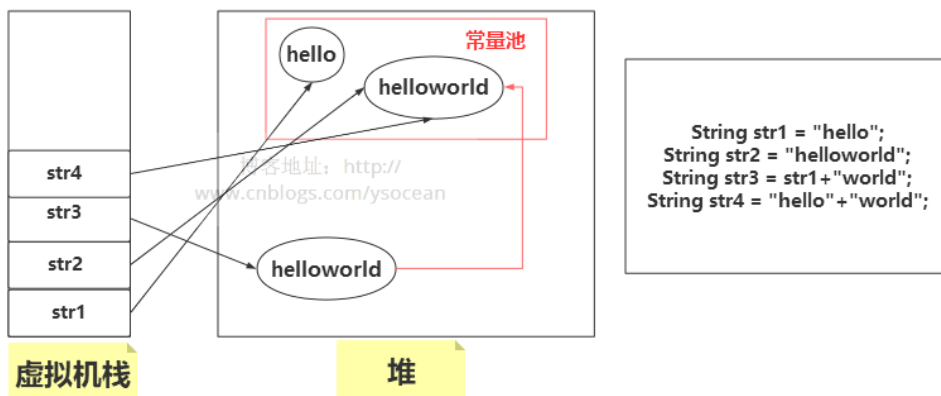 常量池
hello
helloworld
博客地址：http://
www.cnblogs.com/ysocean
helloworld
str4
str3
str2
str1
虚拟机栈
堆
String str1 = "hello";
String str2 = "helloworld";
String str3 = str1+"world";
String str4 = "hello"+"world";